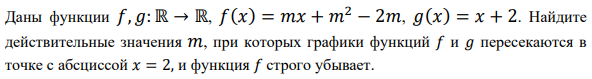 Даны функции f, g: ℝ → ℝ, f(x) = mx + m² − 2m, g(x) = x + 2. Найдите
действительные значения m, при которых графики функций f и g пересекаются в
точке с абсциссой x = 2, и функция f строго убывает.